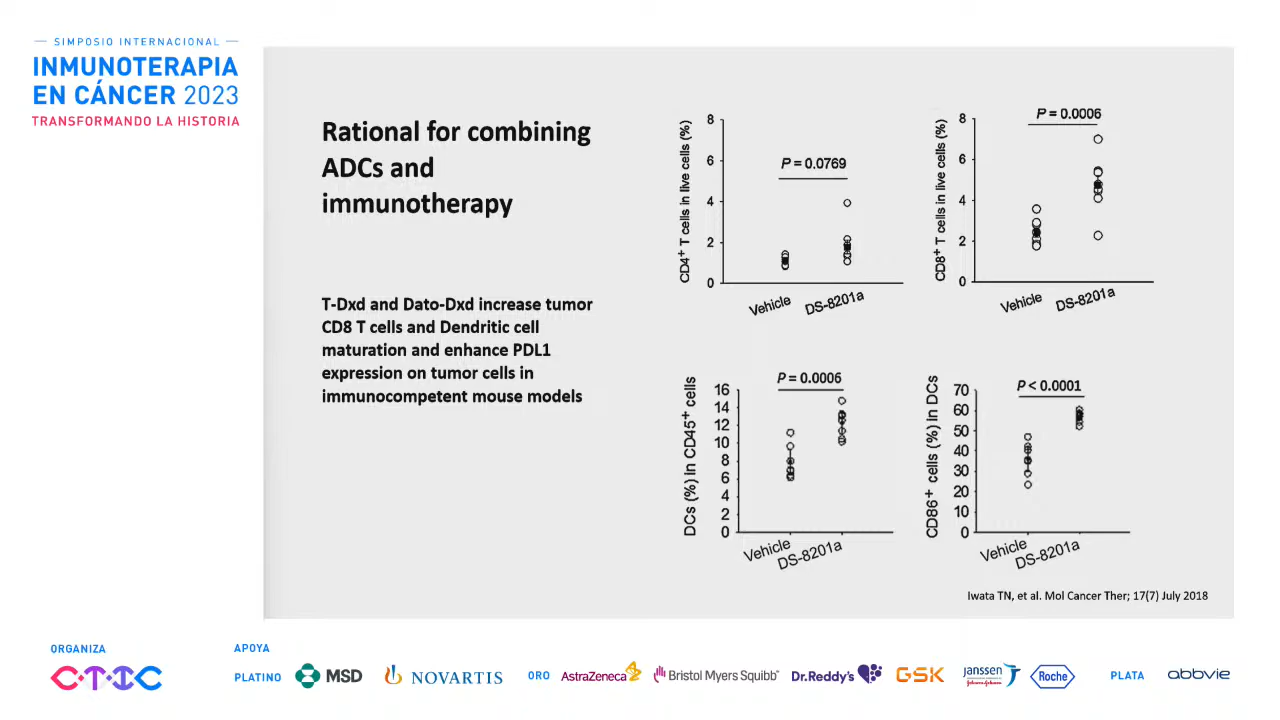 — SIMPOSIO INTERNACIONAL —
INMUNOTERAPIA
EN CÁNCER 2023
TRANSFORMANDO LA HISTORIA
Rational for combining
ADCs and
immunotherapy
T-Dxd and Dato-Dxd increase tumor
CD8 T cells and Dendritic cell
maturation and enhance PDL1
expression on tumor cells in
immunocompetent mouse models
CD4⁺ T cells in live cells (%)
8
6
4
2
0
P = 0.0769
Vehicle
DS-8201a
CD8⁺ T cells in live cells (%)
8
6
4
2
0
P = 0.0006
Vehicle
DS-8201a
DCs (%) in CD45⁺ cells
16
14
12
10
8
6
4
2
0
P = 0.0006
Vehicle
DS-8201a
CD86⁺ cells (%) in DCs
70
60
50
40
30
20
10
0
P < 0.0001
Vehicle
DS-8201a
Iwata TN, et al. Mol Cancer Ther; 17(7) July 2018
ORGANIZA
CTIC
APOYA
PLATINO
MSD
NOVARTIS
ORO
AstraZeneca
Bristol Myers Squibb
Dr.Reddy's
GSK
Janssen
Johnson-Johnson
Roche
PLATA
abbvie